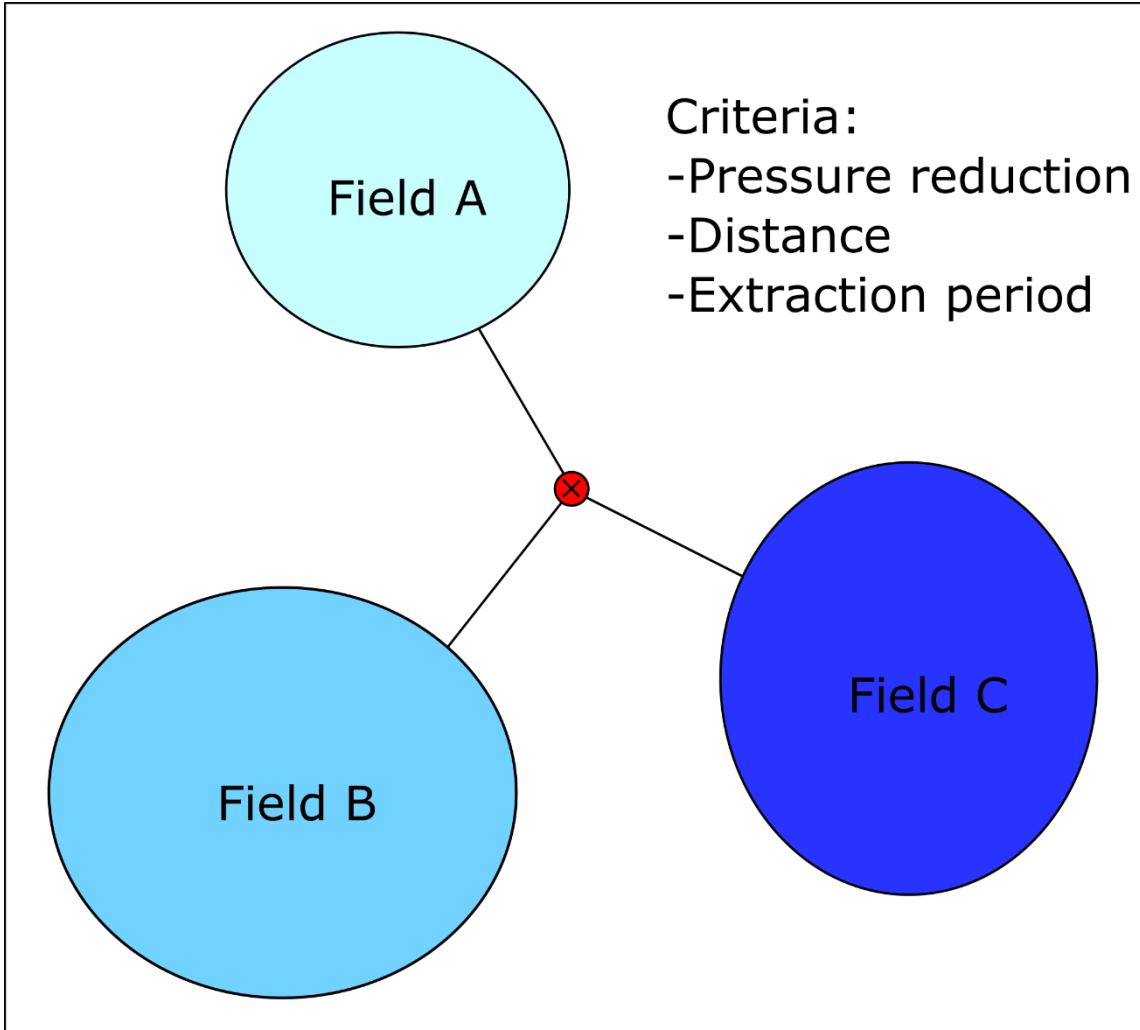 Field A
Criteria:
-Pressure reduction
-Distance
-Extraction period
Field C
Field B